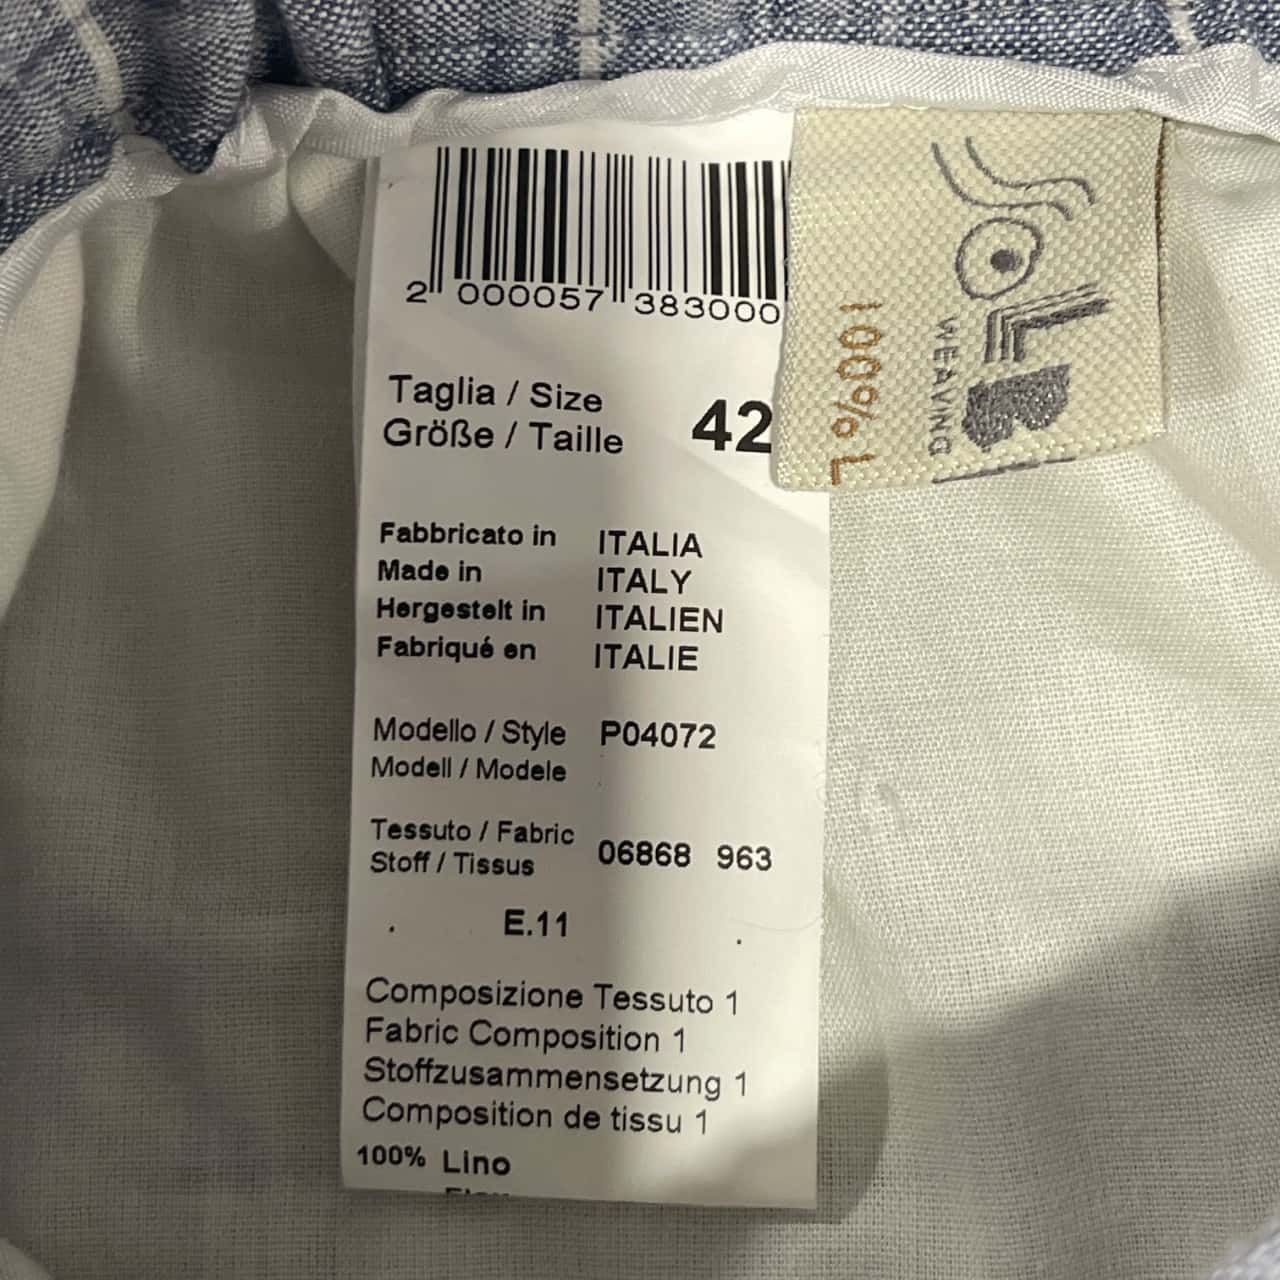 2 000057 383000
Taglia / Size
Größe / Taille
42
Fabbricato in ITALIA
Made in ITALY
Hergestelt in ITALIEN
Fabriqué en ITALIE
Modello / Style P04072
Modell / Modele
Tessuto / Fabric
Stoff / Tissus
06868 963
E.11
Composizione Tessuto 1
Fabric Composition 1
Stoffzusammensetzung 1
Composition de tissu 1
100% Lino
SOLB
WEAVING
100% L